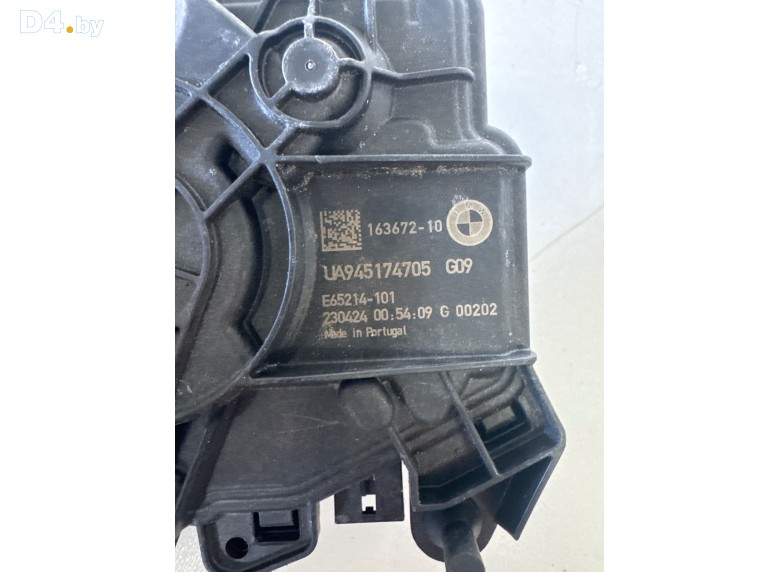 D4.by
163672-10
UA945174705 G09
E65214-101
230424 00:54:09 G 00202
Made in Portugal